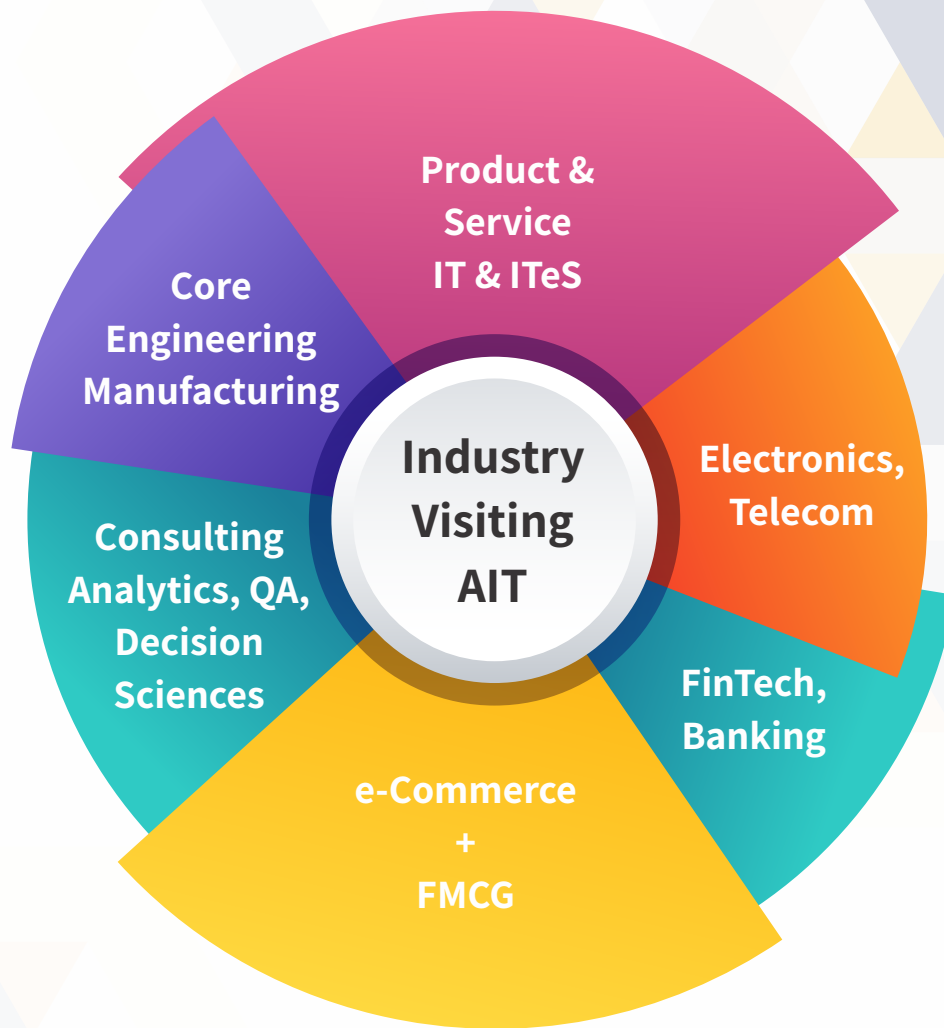 Product &
Service
IT & ITeS
Core
Engineering
Manufacturing
Electronics,
Telecom
Industry
Visiting
AIT
Consulting
Analytics, QA,
Decision
Sciences
FinTech,
Banking
e-Commerce
+
FMCG